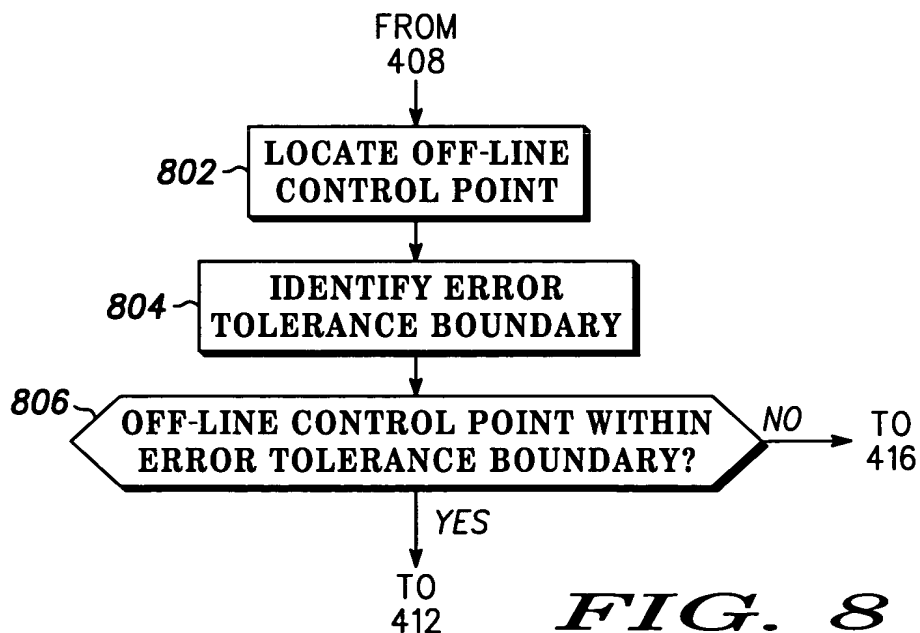 FROM
408
802
LOCATE OFF-LINE
CONTROL POINT
804
IDENTIFY ERROR
TOLERANCE BOUNDARY
806
OFF-LINE CONTROL POINT WITHIN
ERROR TOLERANCE BOUNDARY?
NO
TO
416
YES
TO
412
FIG. 8